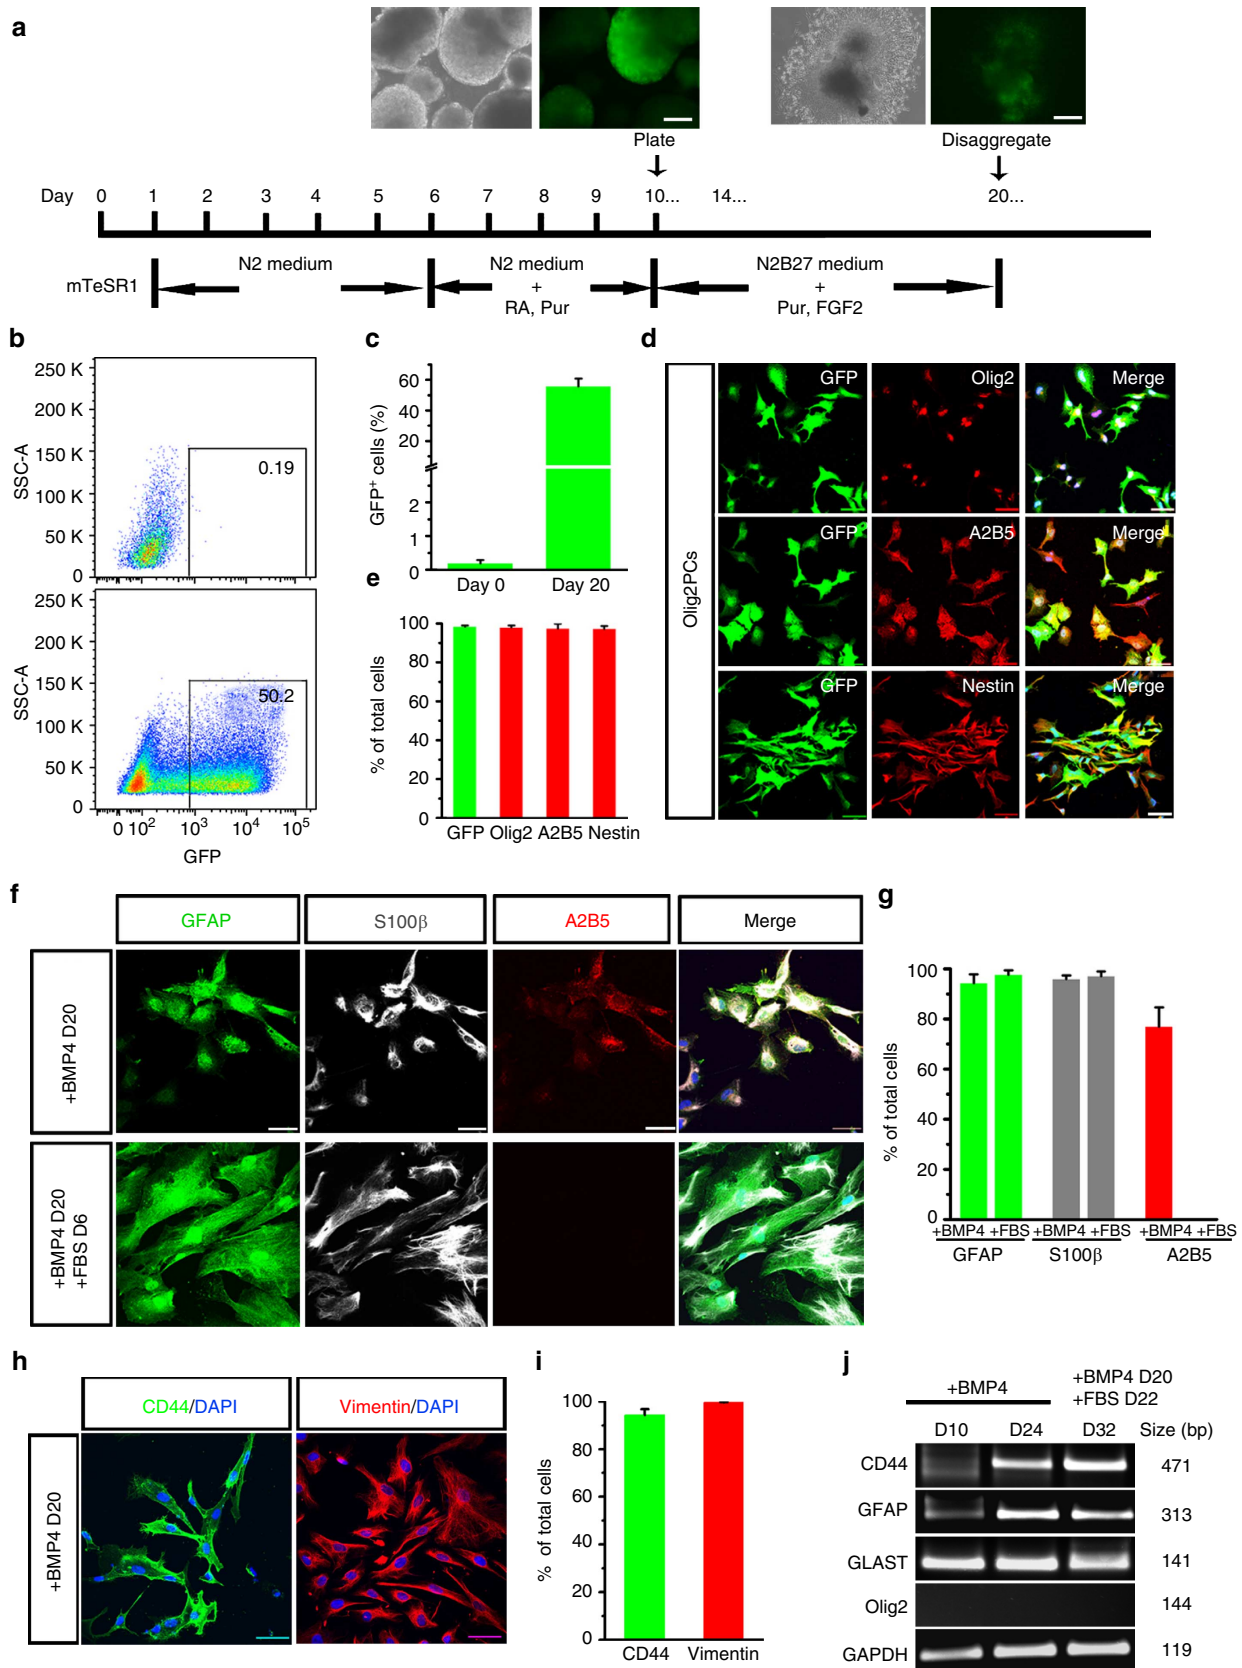 a
Plate
Disaggregate
Day 0 1 2 3 4 5 6 7 8 9 10... 14... 20...
mTeSR1
N2 medium
N2 medium
+
RA, Pur
N2B27 medium
+
Pur, FGF2
b
250 K
200 K
150 K
100 K
50 K
0
SSC-A
0.19
250 K
200 K
150 K
100 K
50 K
0
SSC-A
50.2
0 10² 10³ 10⁴ 10⁵
GFP
c
GFP⁺ cells (%)
60
40
20
2
1
0
Day 0 Day 20
d
Olig2PCs
GFP Olig2 Merge
GFP A2B5 Merge
GFP Nestin Merge
e
% of total cells
100
80
60
40
20
0
GFP Olig2 A2B5 Nestin
f
GFAP S100β A2B5 Merge
+BMP4 D20
+BMP4 D20
+FBS D6
g
% of total cells
100
80
60
40
20
0
+BMP4 +FBS +BMP4 +FBS +BMP4 +FBS
GFAP S100β A2B5
h
CD44/DAPI Vimentin/DAPI
+BMP4 D20
i
% of total cells
100
80
60
40
20
0
CD44 Vimentin
j
+BMP4
+BMP4 D20
+FBS D22
D10 D24 D32 Size (bp)
CD44 471
GFAP 313
GLAST 141
Olig2 144
GAPDH 119